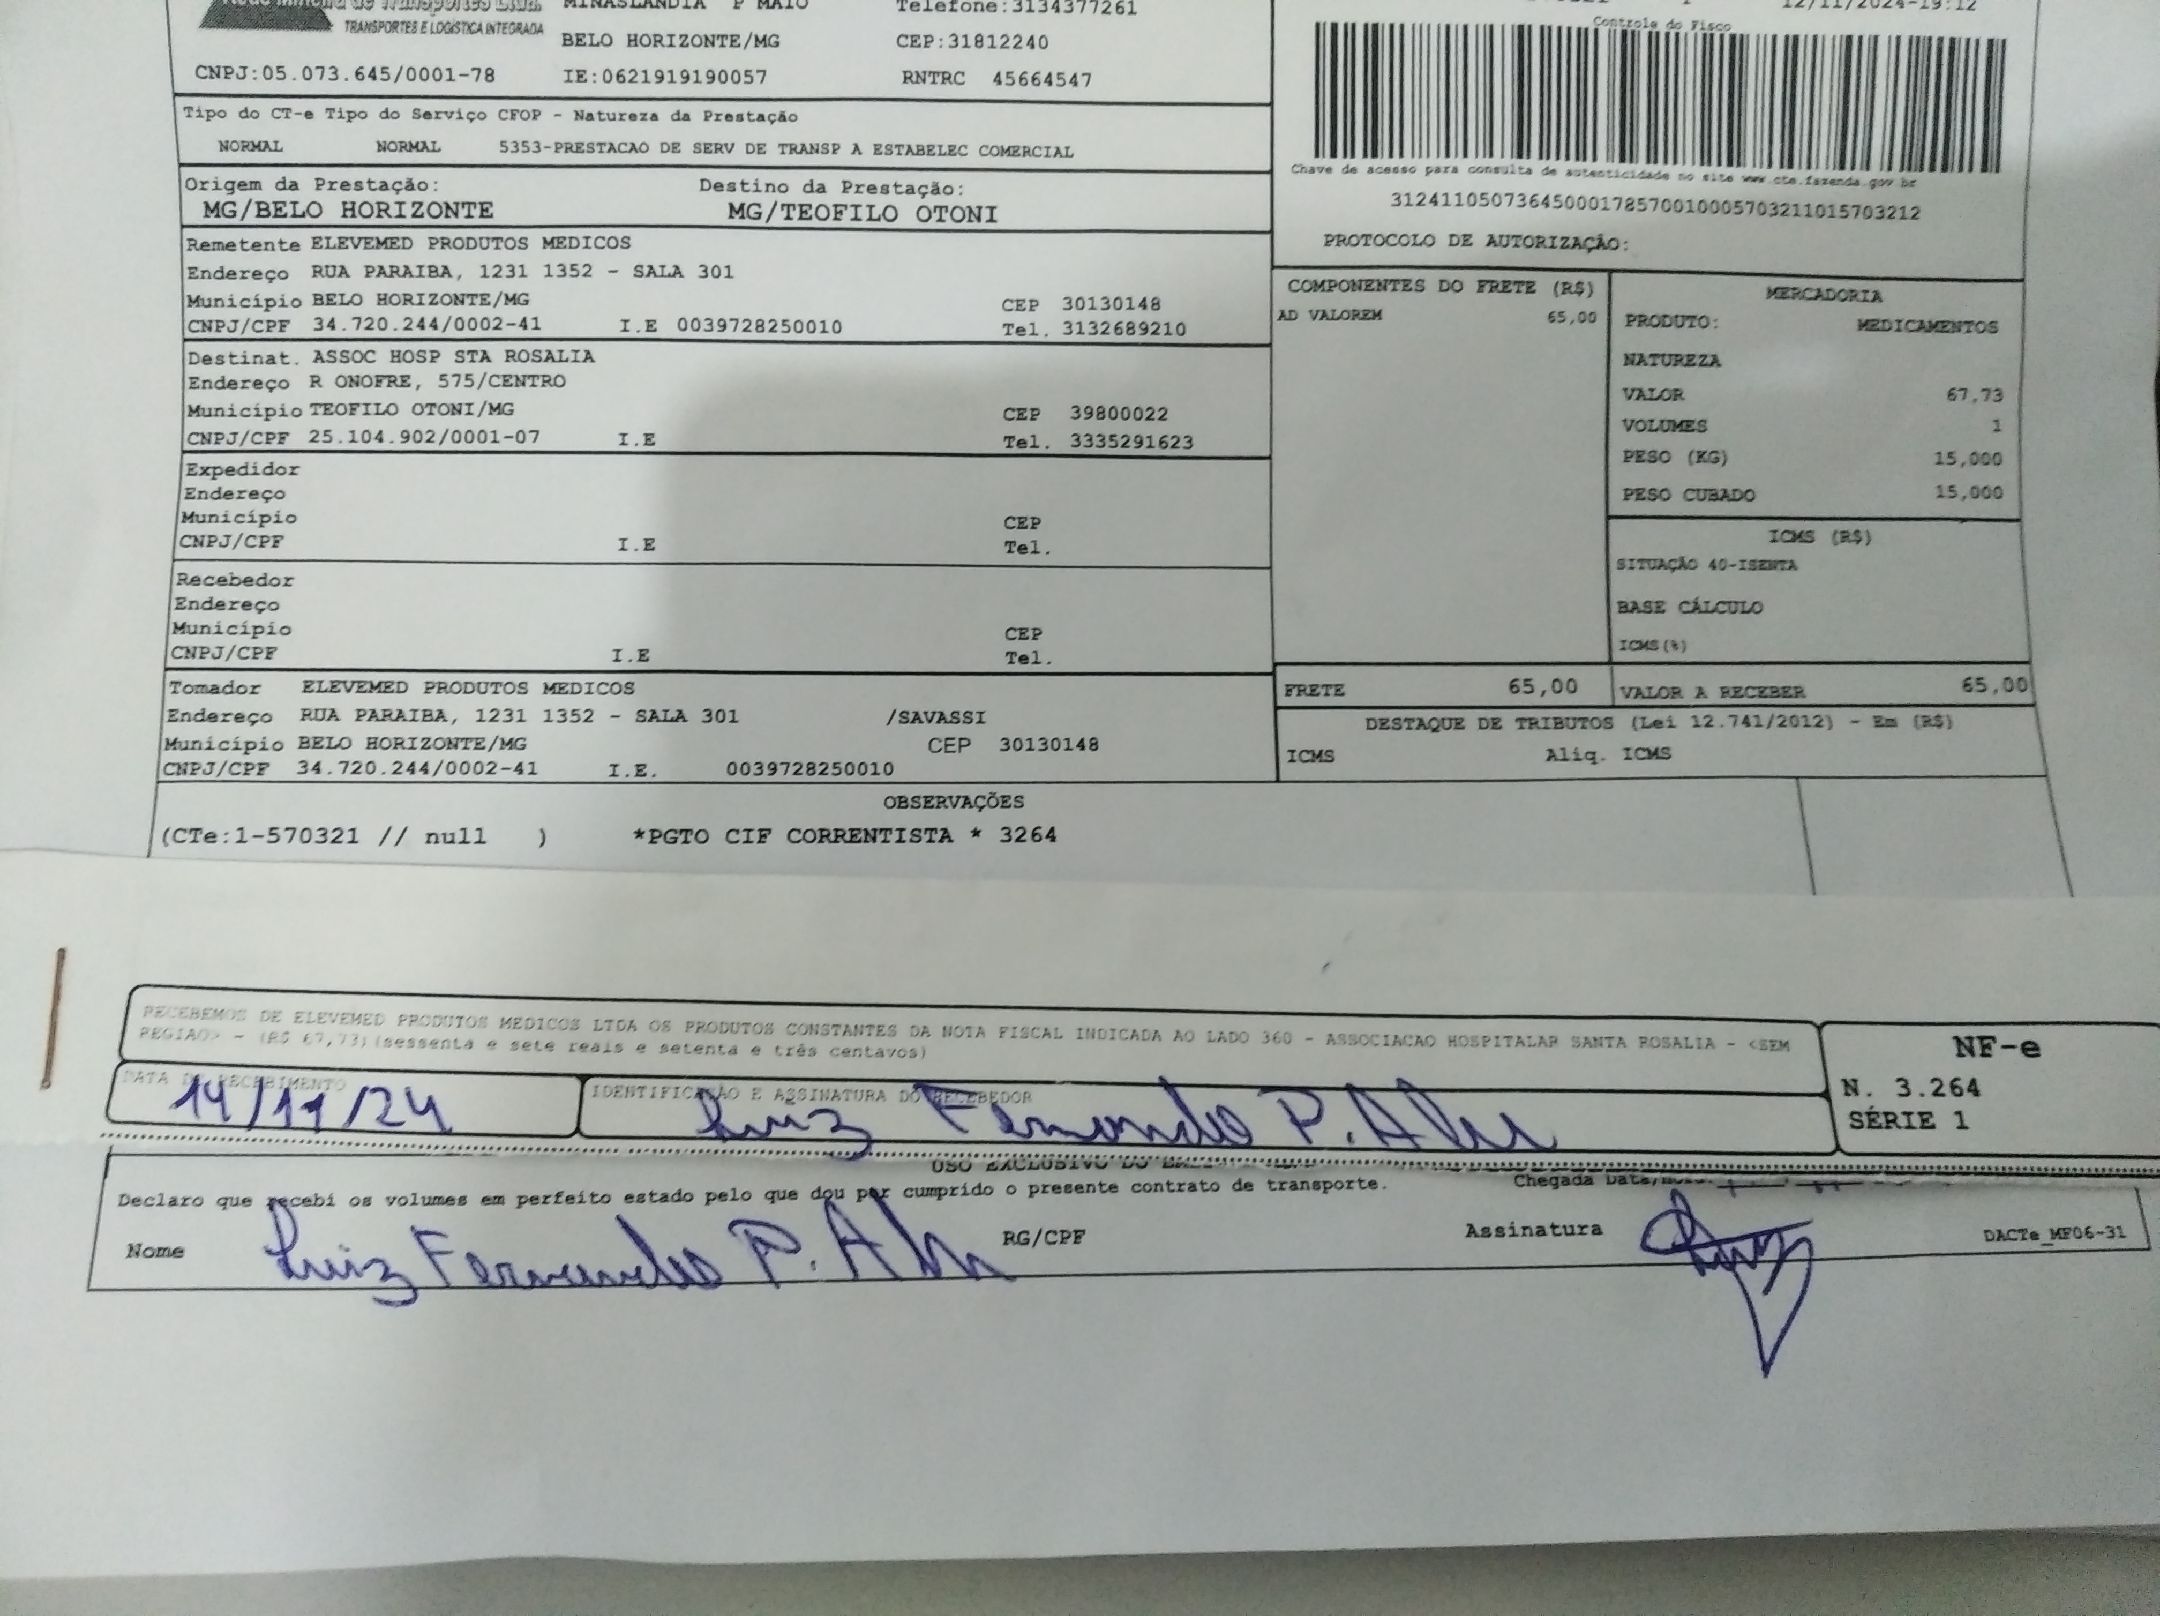 de Transportes Ltda. MINASLANDIA P MAIO Telefone:3134377261 12/11/2024-19:12
TRANSPORTES E LOGISTICA INTEGRADA
BELO HORIZONTE/MG CEP:31812240
CNPJ:05.073.645/0001-78 IE:0621919190057 RNTRC 45664547
Controle do Fisco
Tipo do CT-e Tipo do Serviço CFOP - Natureza da Prestação
NORMAL NORMAL 5353-PRESTACAO DE SERV DE TRANSP A ESTABELEC COMERCIAL
Chave de acesso para consulta de autenticidade no site www.cte.fazenda.gov.br
31241105073645000178570010005703211015703212
PROTOCOLO DE AUTORIZAÇÃO:
Origem da Prestação: Destino da Prestação:
MG/BELO HORIZONTE MG/TEOFILO OTONI
Remetente ELEVEMED PRODUTOS MEDICOS
Endereço RUA PARAIBA, 1231 1352 - SALA 301
Município BELO HORIZONTE/MG CEP 30130148
CNPJ/CPF 34.720.244/0002-41 I.E 0039728250010 Tel. 3132689210
Destinat. ASSOC HOSP STA ROSALIA
Endereço R ONOFRE, 575/CENTRO
Município TEOFILO OTONI/MG CEP 39800022
CNPJ/CPF 25.104.902/0001-07 I.E Tel. 3335291623
Expedidor
Endereço
Município CEP
CNPJ/CPF I.E Tel.
Recebedor
Endereço
Município CEP
CNPJ/CPF I.E Tel.
Tomador ELEVEMED PRODUTOS MEDICOS
Endereço RUA PARAIBA, 1231 1352 - SALA 301 /SAVASSI
Município BELO HORIZONTE/MG CEP 30130148
CNPJ/CPF 34.720.244/0002-41 I.E. 0039728250010
COMPONENTES DO FRETE (R$)
AD VALOREM 65,00
MERCADORIA
PRODUTO: MEDICAMENTOS
NATUREZA
VALOR 67,73
VOLUMES 1
PESO (KG) 15,000
PESO CUBADO 15,000
ICMS (R$)
SITUAÇÃO 40-ISENTA
BASE CÁLCULO
ICMS(%)
FRETE 65,00 VALOR A RECEBER 65,00
DESTAQUE DE TRIBUTOS (Lei 12.741/2012) - Em (R$)
ICMS Aliq. ICMS
OBSERVAÇÕES
(CTe:1-570321 // null ) *PGTO CIF CORRENTISTA * 3264
RECEBEMOS DE ELEVEMED PRODUTOS MEDICOS LTDA OS PRODUTOS CONSTANTES DA NOTA FISCAL INDICADA AO LADO 360 - ASSOCIACAO HOSPITALAR SANTA ROSALIA - <SEM
REGIAO> - (R$ 67,73)(sessenta e sete reais e setenta e três centavos)
NF-e
N. 3.264
SÉRIE 1
DATA DE RECEBIMENTO IDENTIFICAÇÃO E ASSINATURA DO RECEBEDOR
14/11/24 Luiz Fernando P.
USO EXCLUSIVO DO
Declaro que recebi os volumes em perfeito estado pelo que dou por cumprido o presente contrato de transporte. Chegada Data/
Nome Luiz Fernando P. RG/CPF Assinatura DACTe_MF06-31